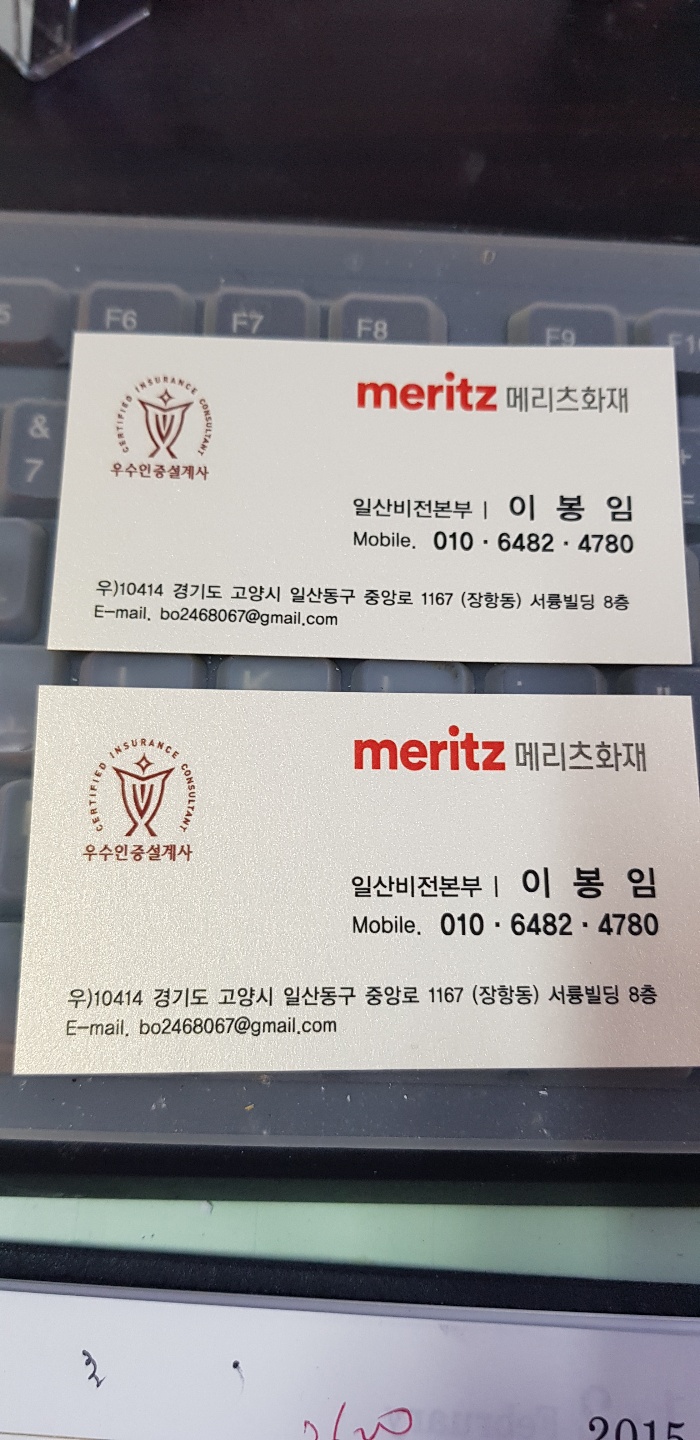 F6 F7 F8 F9
&
7
CERTIFIED INSURANCE CONSULTANT
우수인증설계사
meritz 메리츠화재
일산비전본부 | 이 봉 임
Mobile. 010 · 6482 · 4780
우)10414 경기도 고양시 일산동구 중앙로 1167 (장항동) 서룡빌딩 8층
E-mail. bo2468067@gmail.com
CERTIFIED INSURANCE CONSULTANT
우수인증설계사
meritz 메리츠화재
일산비전본부 | 이 봉 임
Mobile. 010 · 6482 · 4780
우)10414 경기도 고양시 일산동구 중앙로 1167 (장항동) 서룡빌딩 8층
E-mail. bo2468067@gmail.com
2015